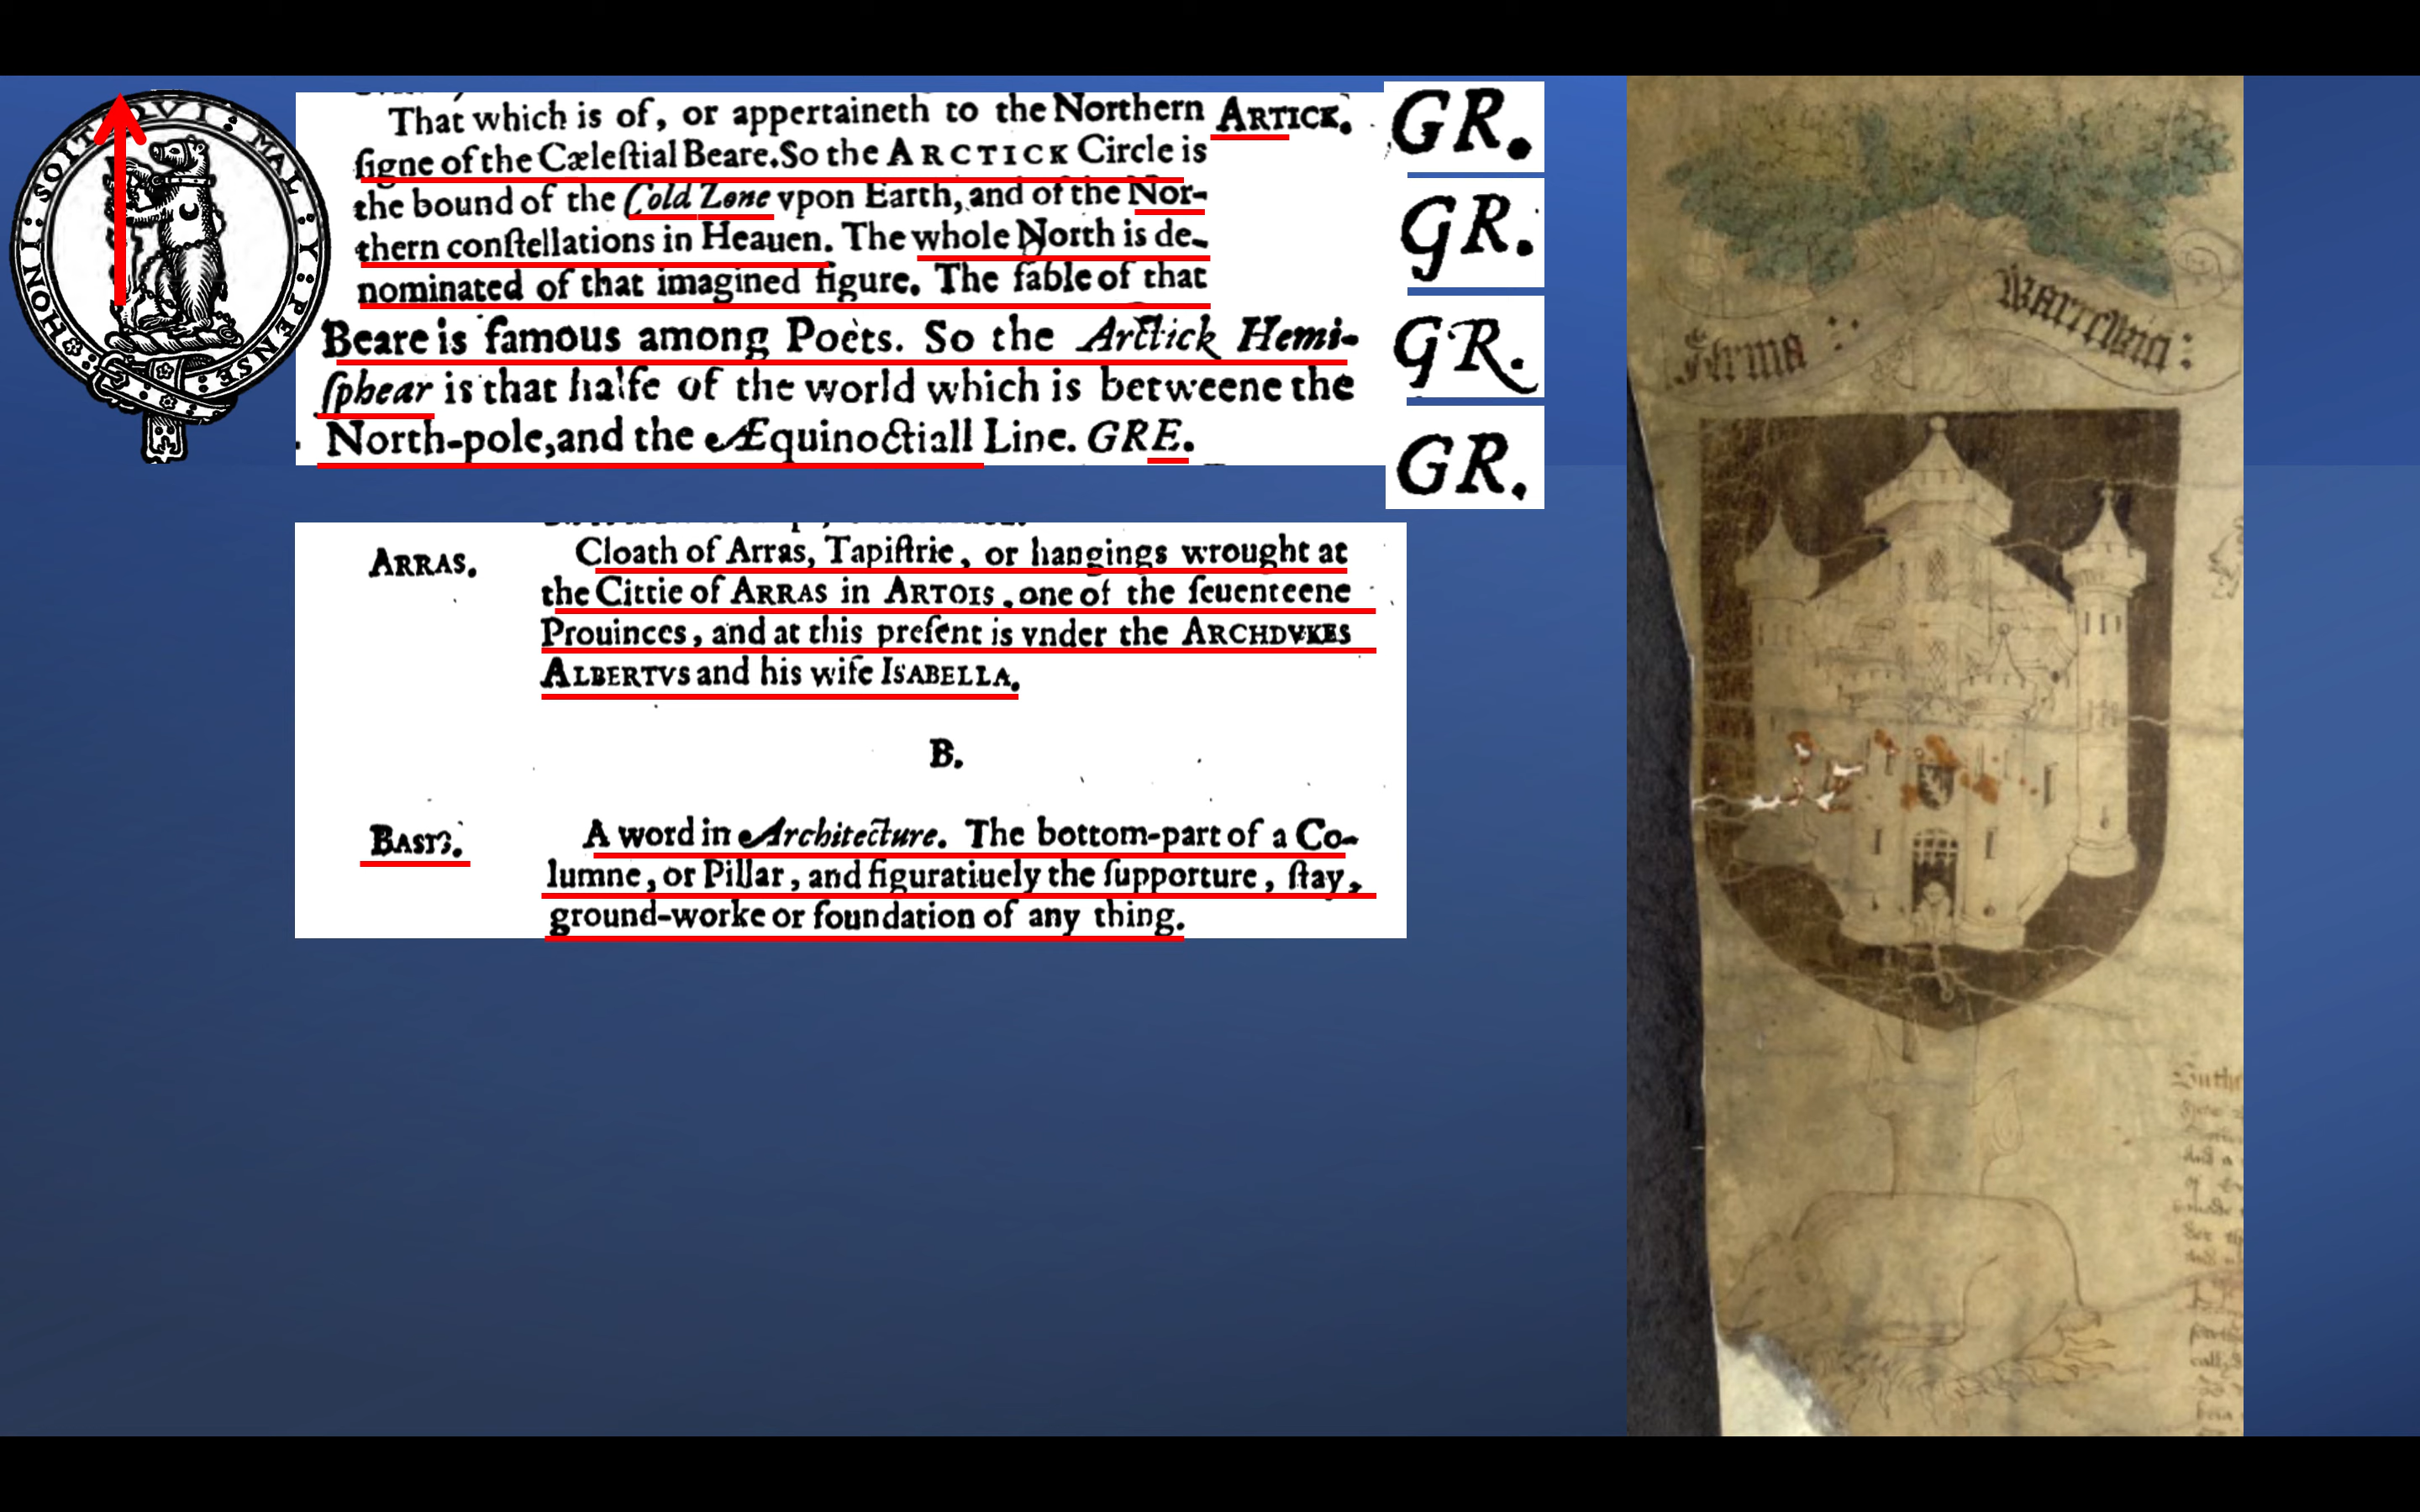 HONI : SOIT : QVI : MAL : Y : PENSE
That which is of, or appertaineth to the Northern ARTICK.
ſigne of the Cæleſtial Beare. So the ARCTICK Circle is
the bound of the Cold Zone vpon Earth, and of the Nor-
thern conſtellations in Heauen. The whole North is de-
nominated of that imagined figure. The fable of that
Beare is famous among Poets. So the Arctick Hemi-
ſphear is that halfe of the world which is betweene the
North-pole, and the Æquinoctiall Line. GRE.
GR.
GR.
GR.
GR.
ARRAS. Cloath of Arras, Tapiſtrie, or hangings wrought at
the Cittie of ARRAS in ARTOIS, one of the ſeuenteene
Prouinces, and at this preſent is vnder the ARCHDVKES
ALBERTVS and his wife ISABELLA.
B.
BASIS. A word in Architecture. The bottom-part of a Co-
lumne, or Pillar, and figuratiuely the ſupporture, ſtay,
ground-worke or foundation of any thing.